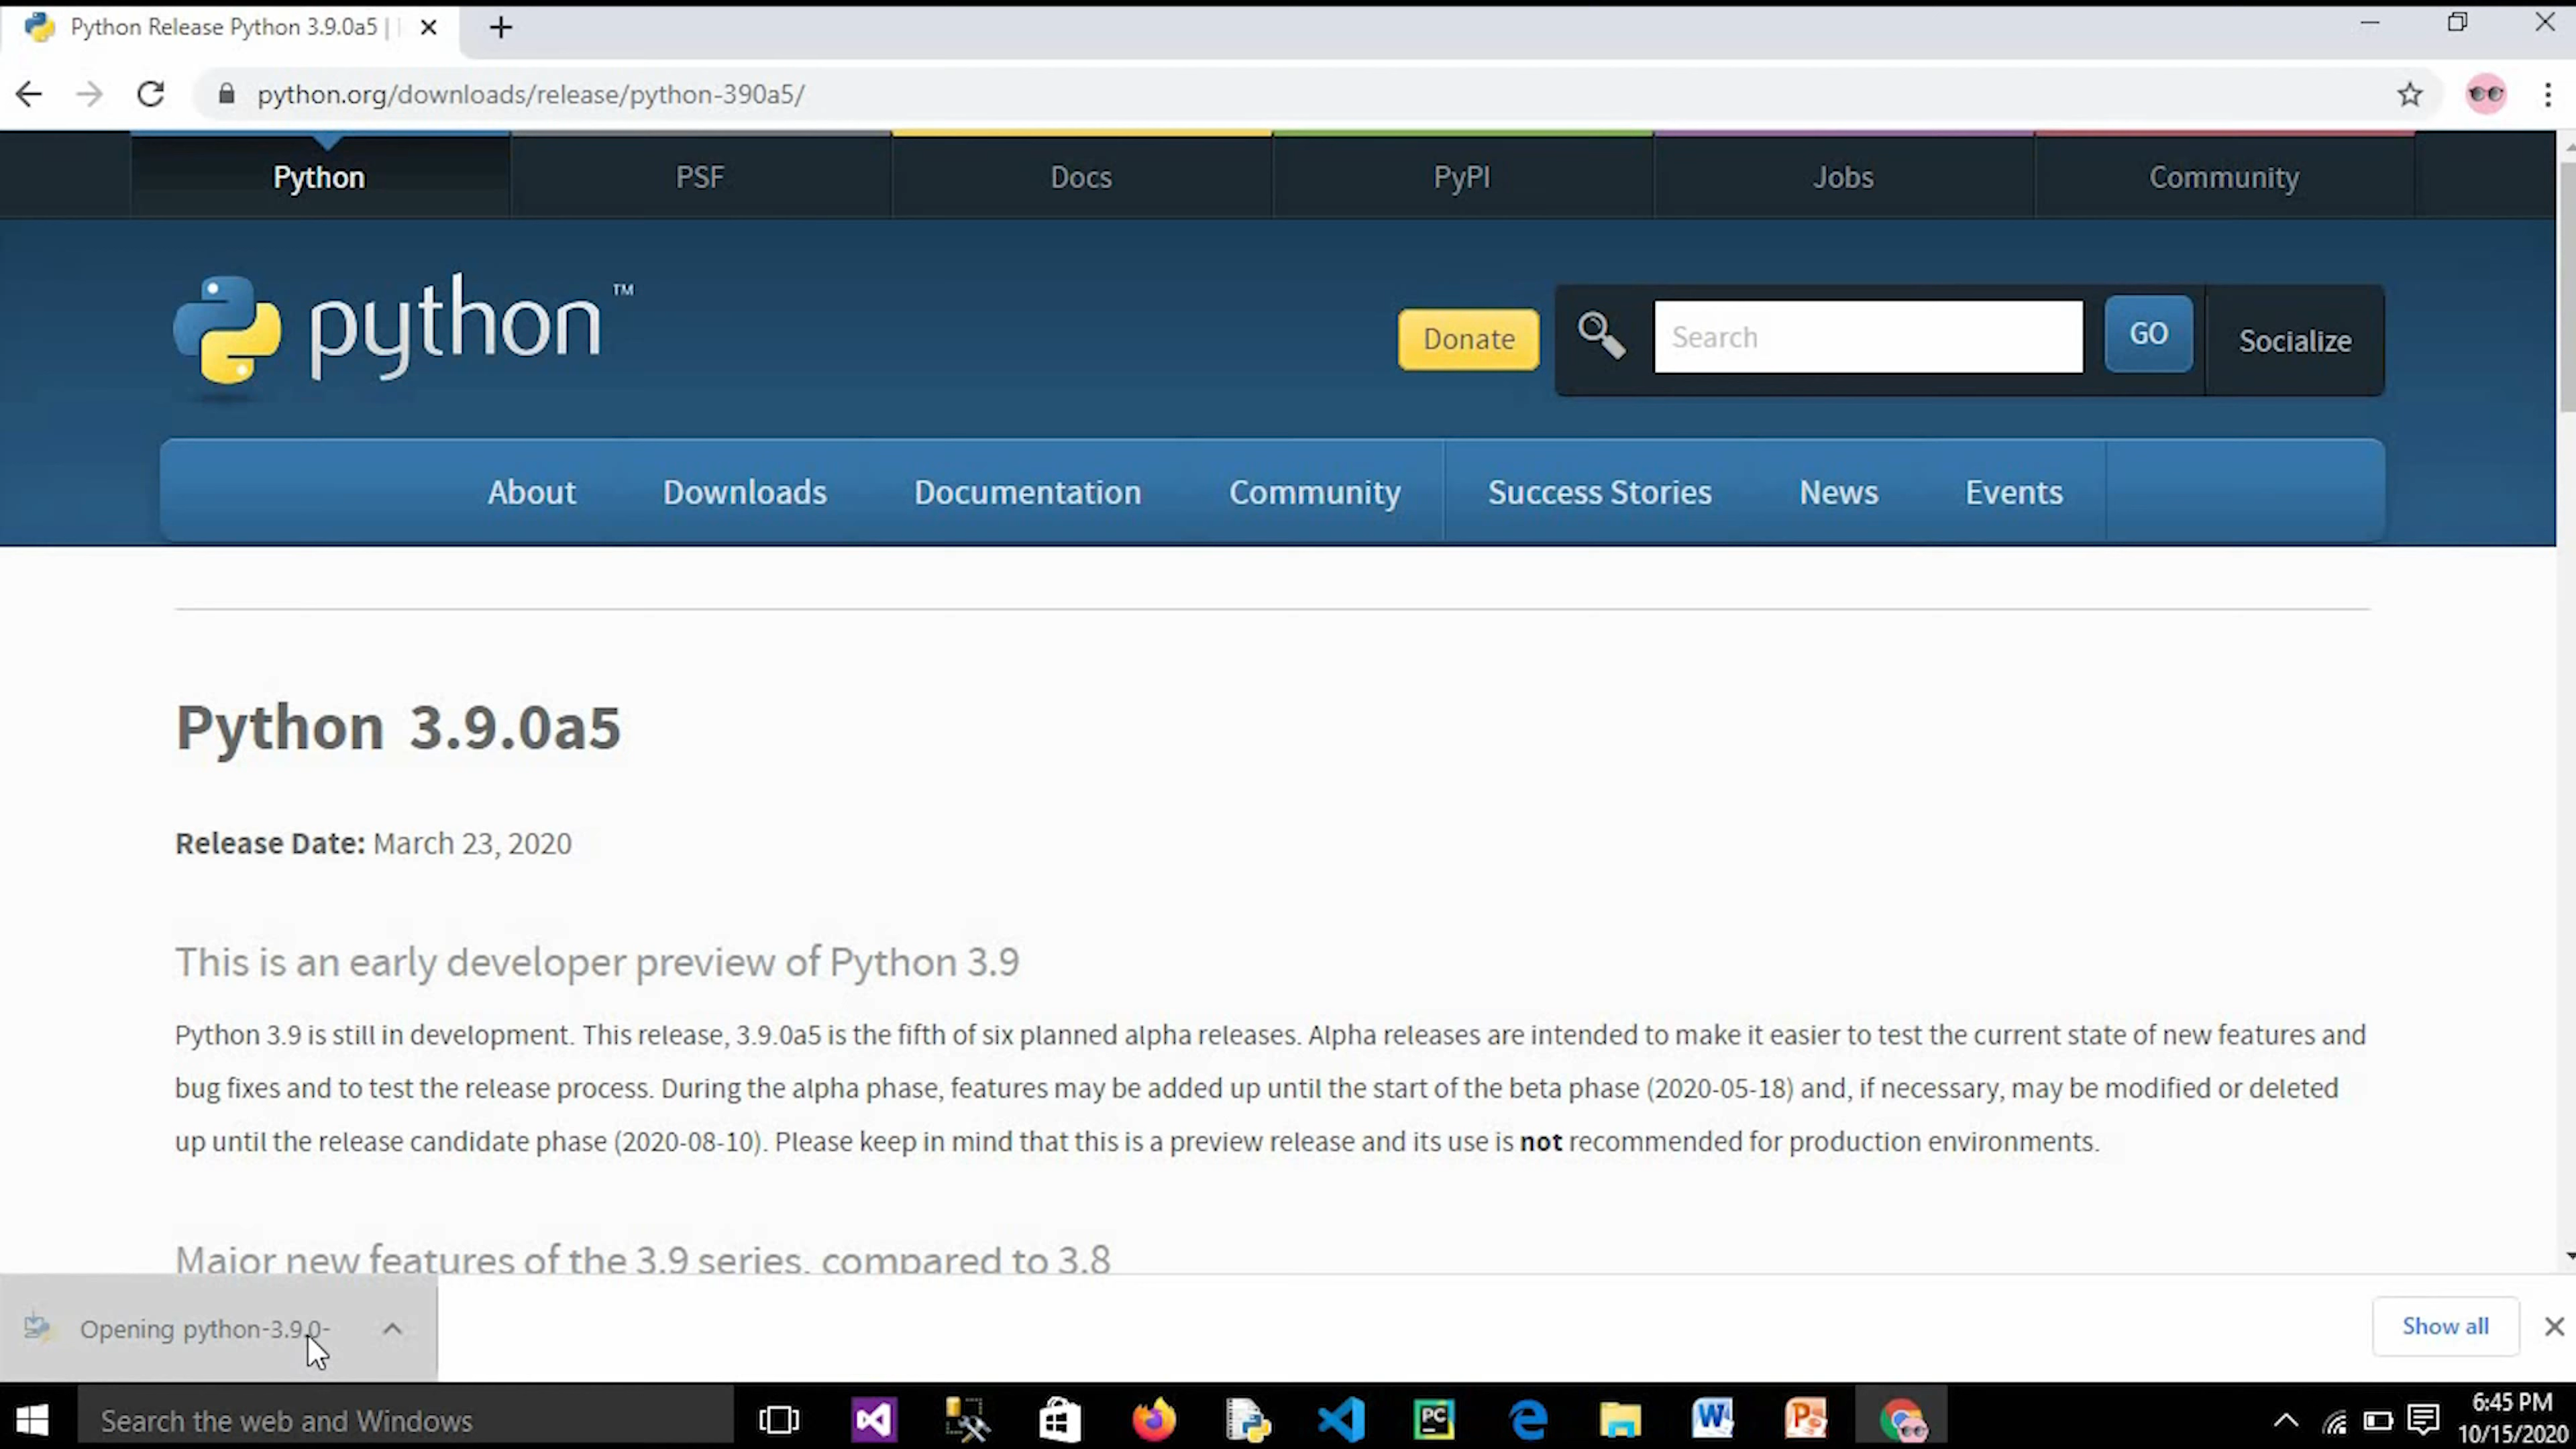 Python Release Python 3.9.0a5 |
python.org/downloads/release/python-390a5/
Python PSF Docs PyPI Jobs Community
python™
Donate Search GO Socialize
About Downloads Documentation Community Success Stories News Events
Python 3.9.0a5
Release Date: March 23, 2020
This is an early developer preview of Python 3.9
Python 3.9 is still in development. This release, 3.9.0a5 is the fifth of six planned alpha releases. Alpha releases are intended to make it easier to test the current state of new features and
bug fixes and to test the release process. During the alpha phase, features may be added up until the start of the beta phase (2020-05-18) and, if necessary, may be modified or deleted
up until the release candidate phase (2020-08-10). Please keep in mind that this is a preview release and its use is not recommended for production environments.
Major new features of the 3.9 series, compared to 3.8
Opening python-3.9.0-
Show all
Search the web and Windows
PC
W
P
6:45 PM
10/15/2020